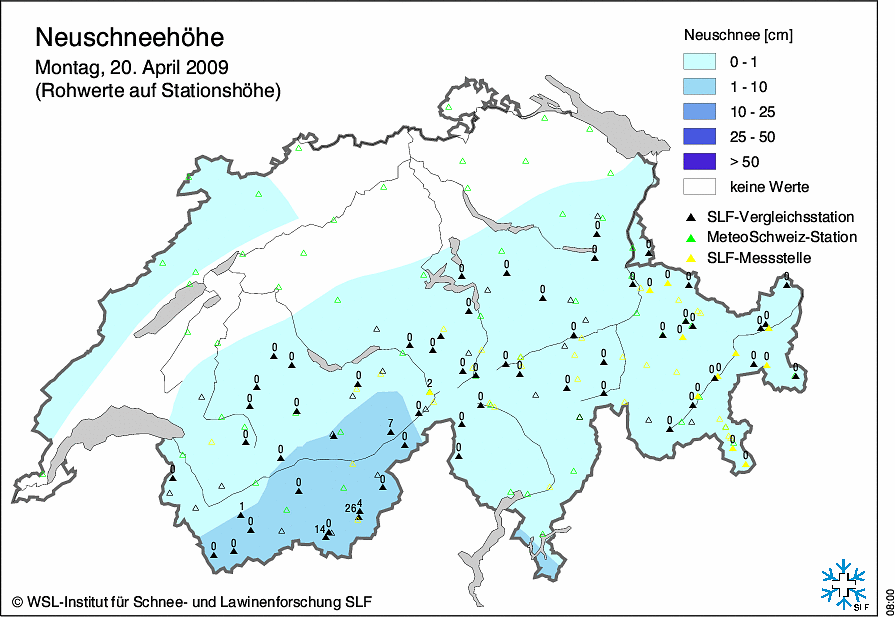 Neuschneehöhe
Montag, 20. April 2009
(Rohwerte auf Stationshöhe)
Neuschnee [cm]
0 - 1
1 - 10
10 - 25
25 - 50
> 50
keine Werte
SLF-Vergleichsstation
MeteoSchweiz-Station
SLF-Messstelle
0
0
0 0 0 0 0 0
0 0 0
0 0 0 0 0
0 0 0 0
0 0 0 0 0 0
0 0 0 0 0
0 2 0 0 0
0 0 0 0
7 0 0 0
0 0 0
0 0 0 0
1 26 4
0 14 0
0 0
© WSL-Institut für Schnee- und Lawinenforschung SLF
SLF
08:00